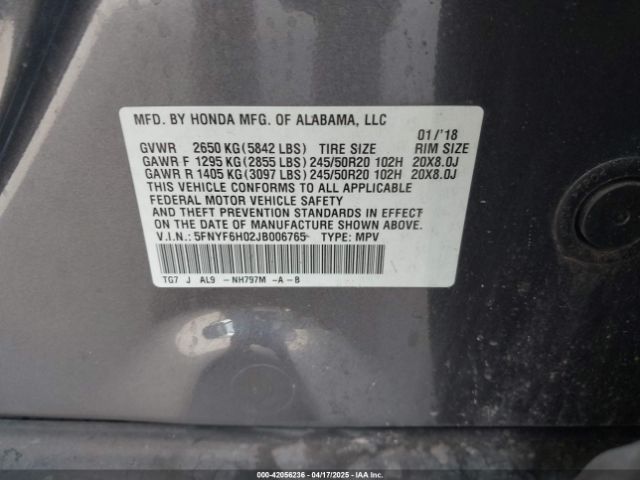 MFD. BY HONDA MFG. OF ALABAMA, LLC
01/'18
GVWR 2650 KG (5842 LBS) TIRE SIZE RIM SIZE
GAWR F 1295 KG (2855 LBS) 245/50R20 102H 20X8.0J
GAWR R 1405 KG (3097 LBS) 245/50R20 102H 20X8.0J
THIS VEHICLE CONFORMS TO ALL APPLICABLE
FEDERAL MOTOR VEHICLE SAFETY
AND THEFT PREVENTION STANDARDS IN EFFECT
ON THE DATE OF MANUFACTURE SHOWN ABOVE.
V.I.N.: 5FNYF6H02JB006765 TYPE: MPV
TG7 J AL9 - NH797M -A-B
000-42056236 - 04/17/2025 - IAA Inc.